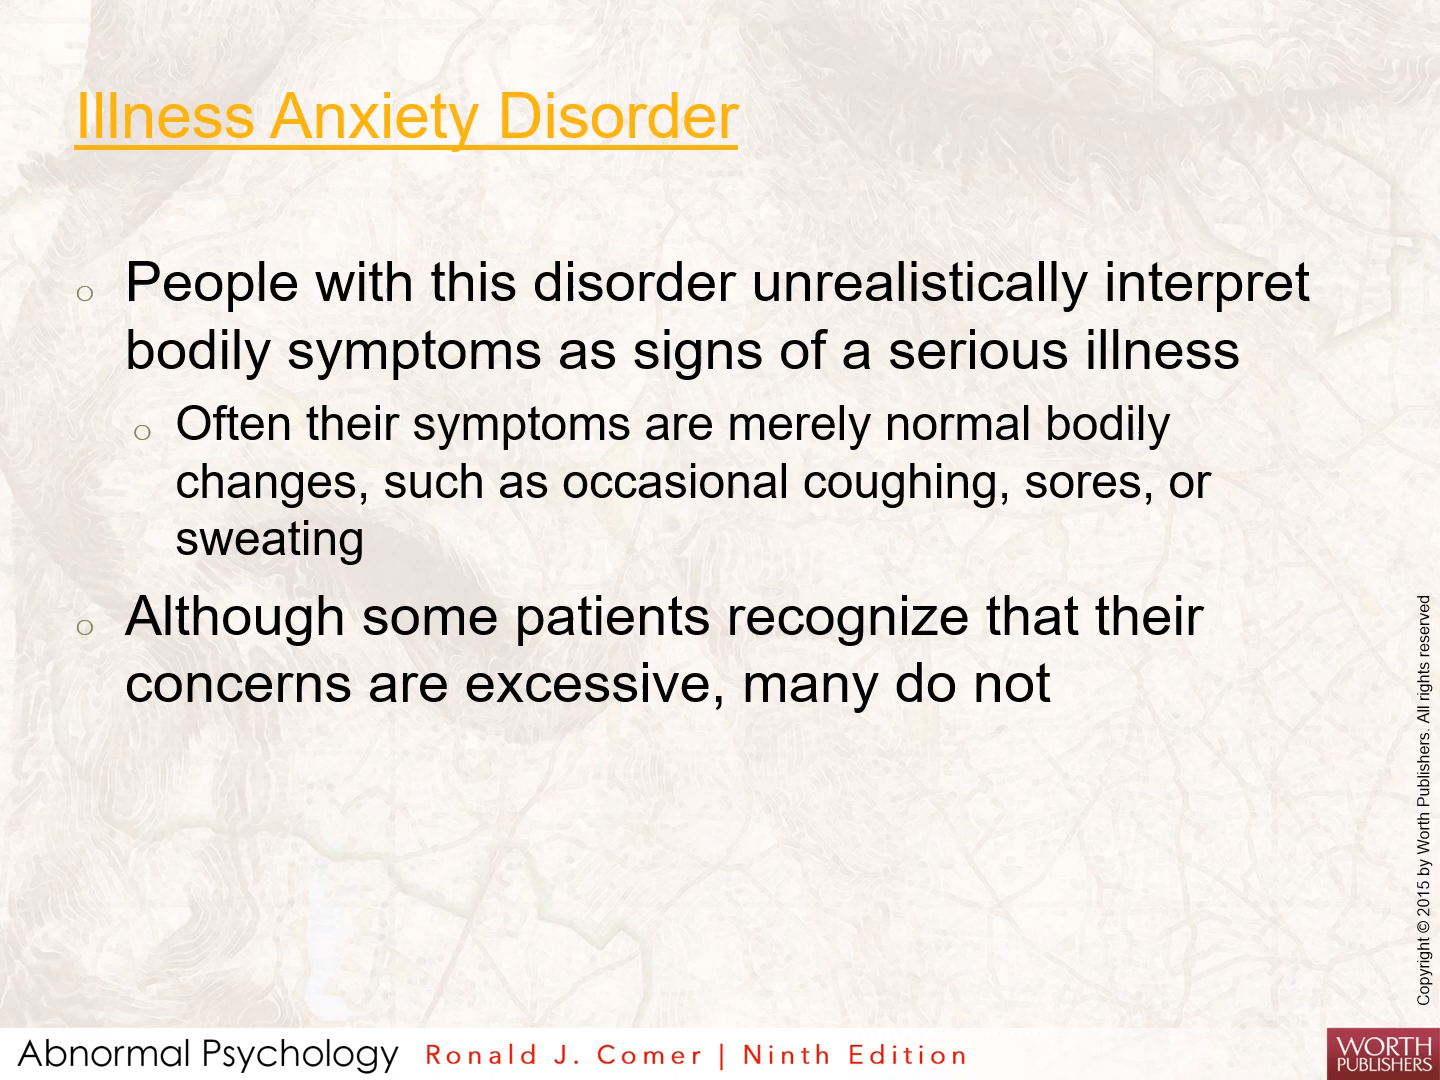 Illness Anxiety Disorder
o People with this disorder unrealistically interpret
bodily symptoms as signs of a serious illness
o Often their symptoms are merely normal bodily
changes, such as occasional coughing, sores, or
sweating
o Although some patients recognize that their
concerns are excessive, many do not
Copyright © 2015 by Worth Publishers. All rights reserved
Abnormal Psychology Ronald J. Comer | Ninth Edition
WORTH
PUBLISHERS